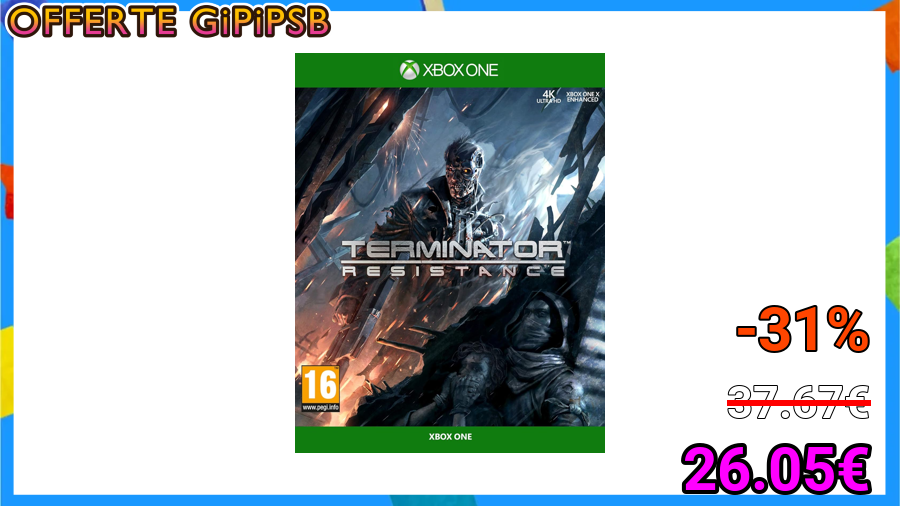 OFFERTE GiPiPSB
XBOX ONE
4K
ULTRA HD
XBOX ONE X
ENHANCED
TERMINATOR™
RESISTANCE
-31%
16
www.pegi.info
37.67€
XBOX ONE
26.05€